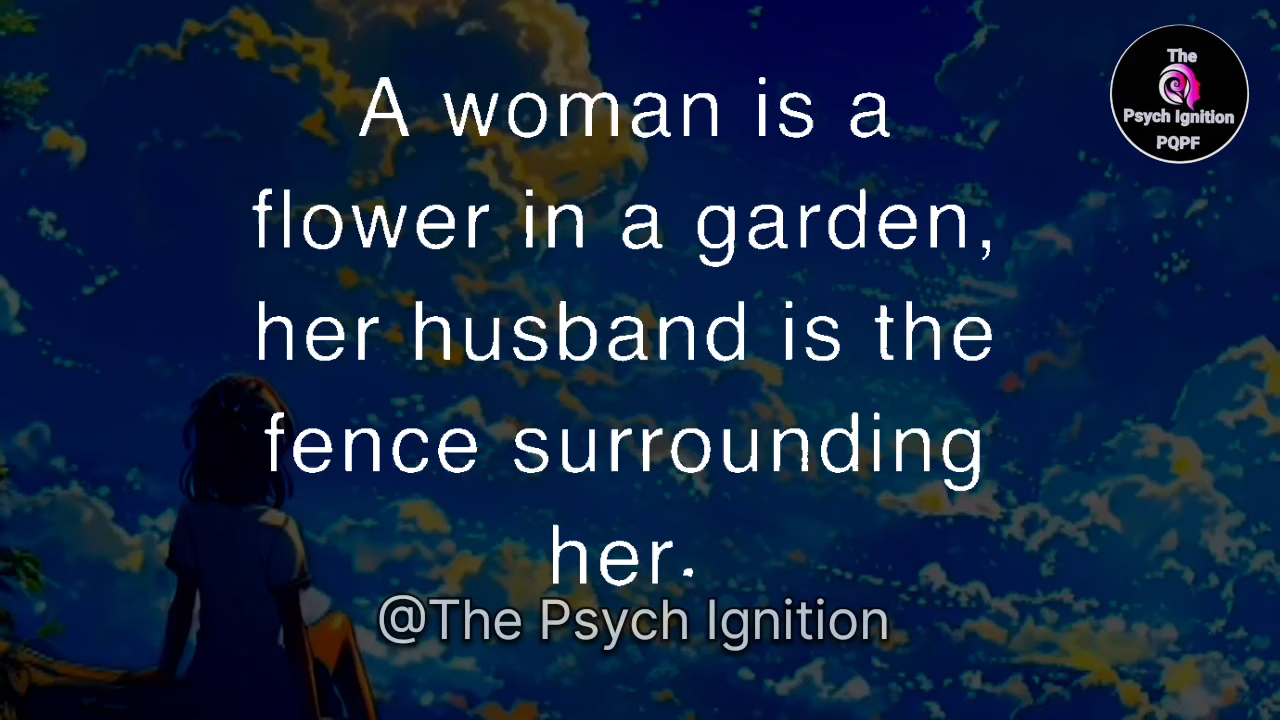 A woman is a
flower in a garden,
her husband is the
fence surrounding
her.
@The Psych Ignition
The
Psych Ignition
PQPF